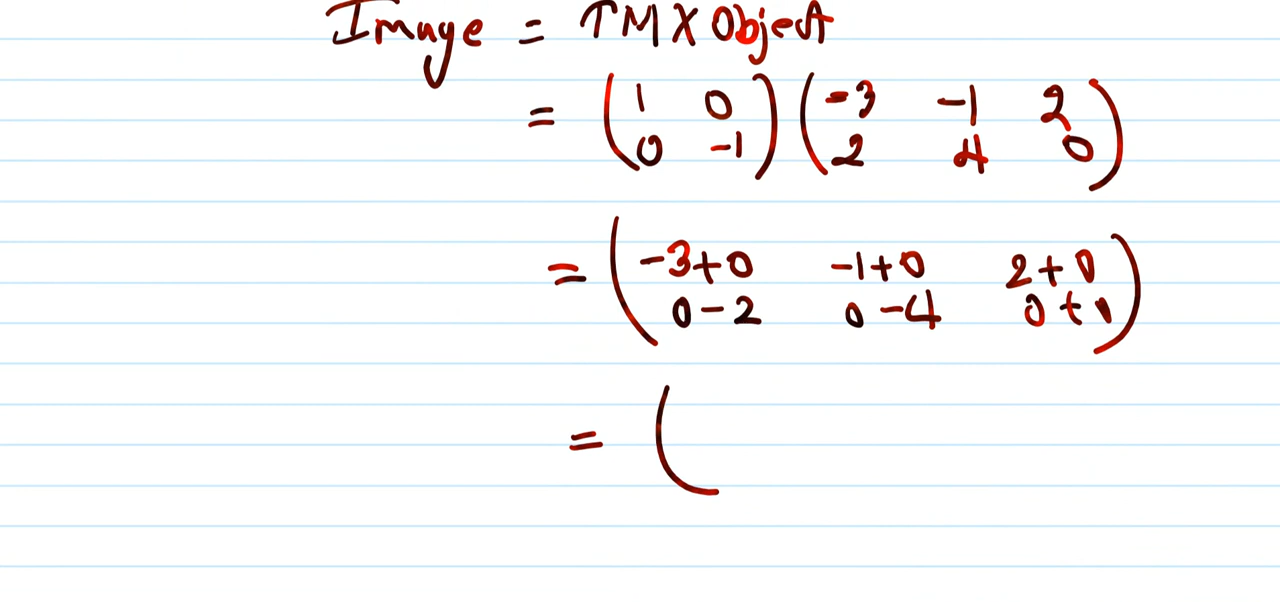 Image = TM X Object
= ( 1 0 ) ( -3 -1 2 )
0 -1 2 4 0
= ( -3+0 -1+0 2+0 )
0-2 0-4 0+0
= (